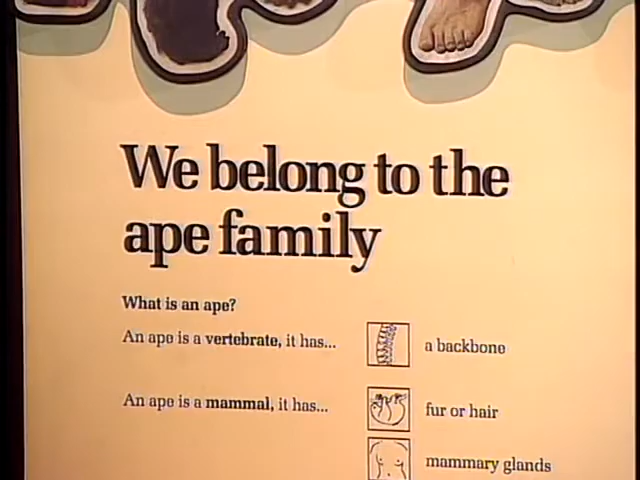 We belong to the
ape family
What is an ape?
An ape is a vertebrate, it has...
a backbone
An ape is a mammal, it has...
fur or hair
mammary glands